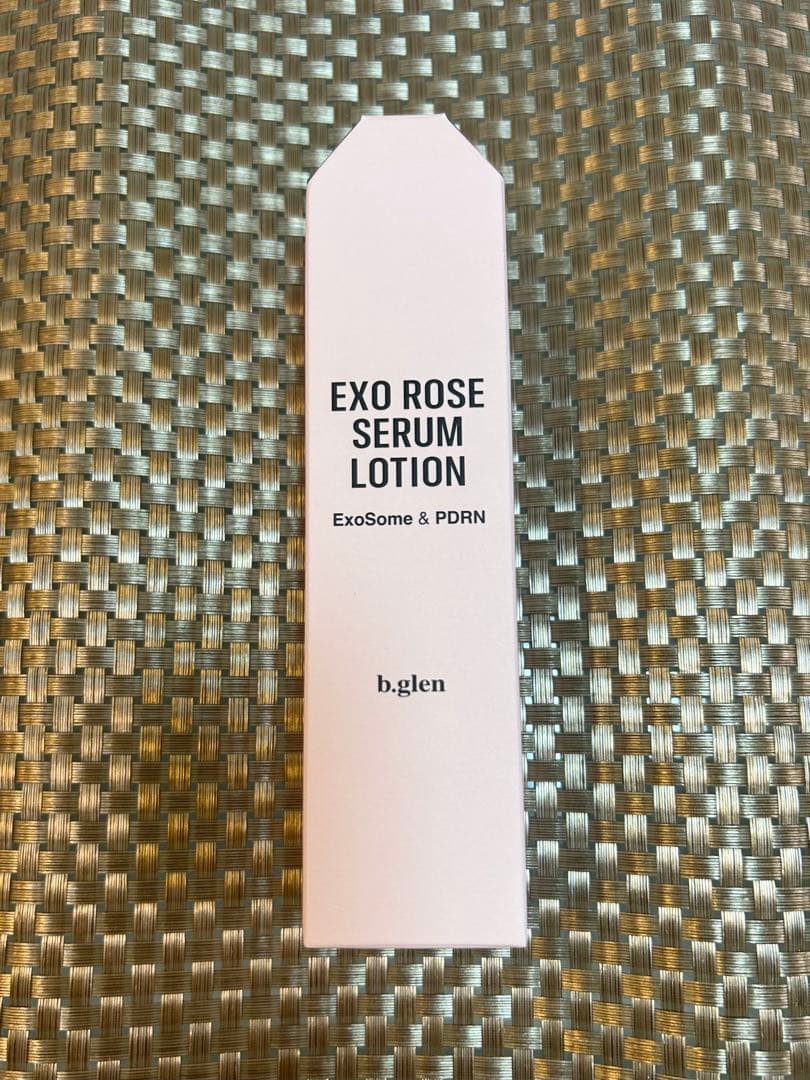 EXO ROSE
SERUM
LOTION
ExoSome & PDRN
b.glen